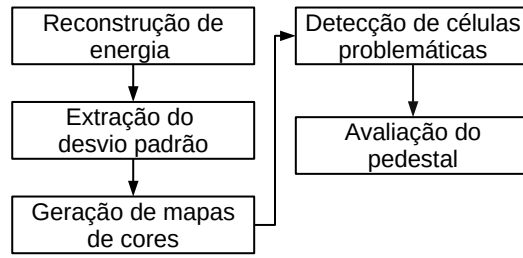 Reconstrução de
energia
Extração do
desvio padrão
Geração de mapas
de cores
Detecção de células
problemáticas
Avaliação do
pedestal